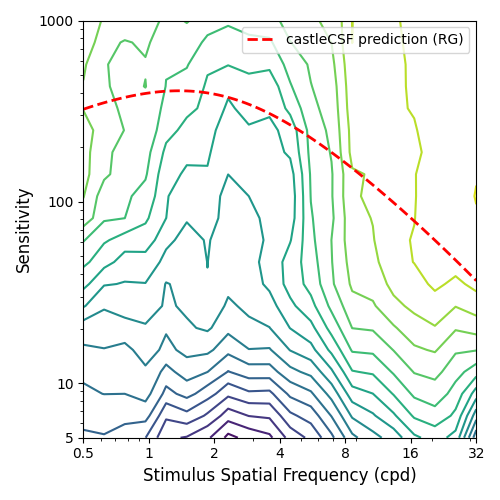 1000
castleCSF prediction (RG)
100
10
5
Sensitivity
0.5 1 2 4 8 16 32
Stimulus Spatial Frequency (cpd)